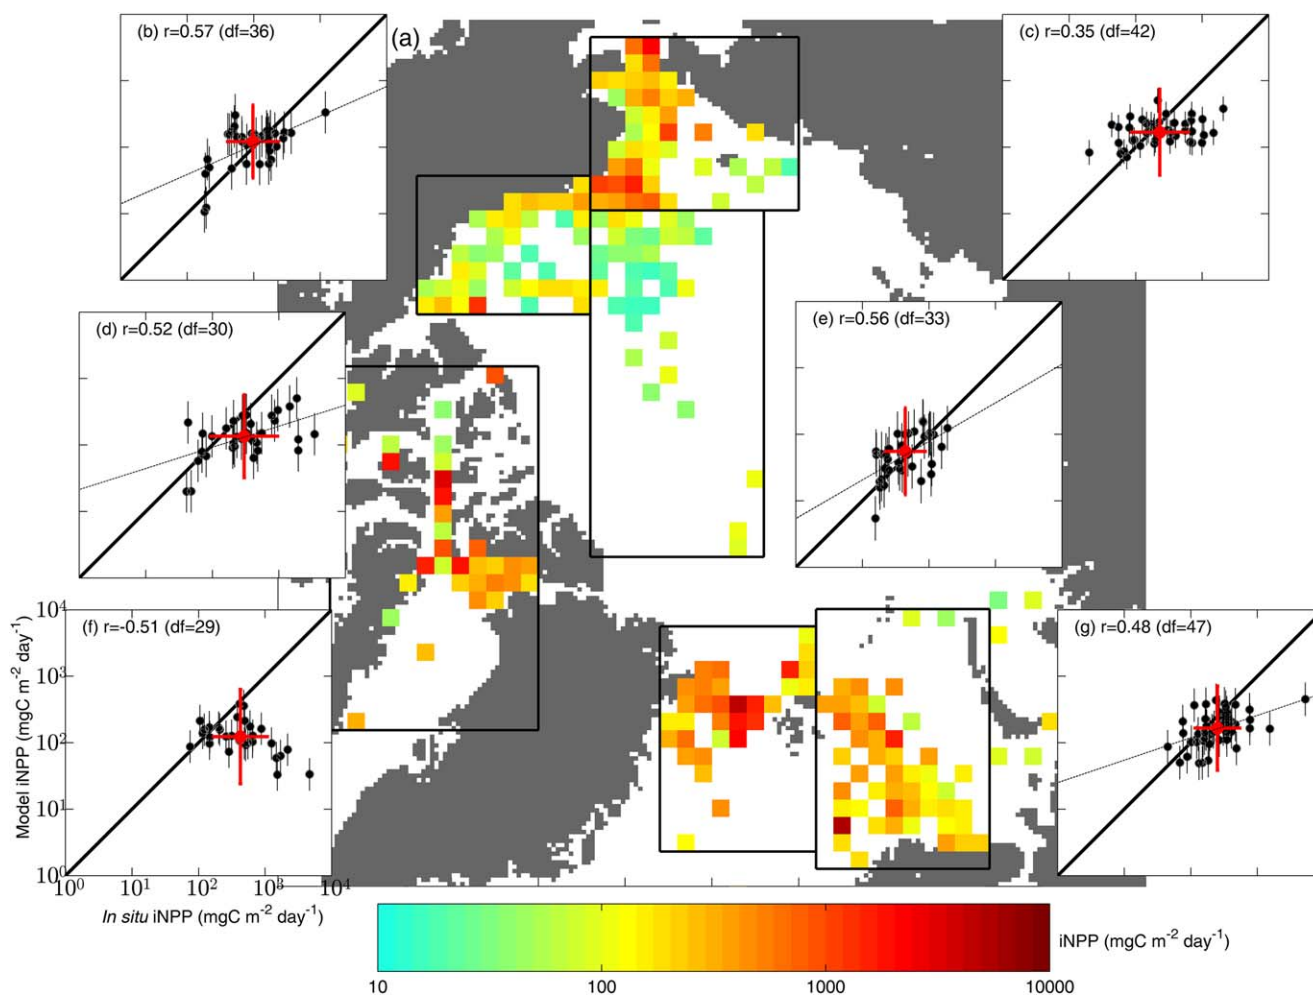 (b) r=0.57 (df=36)
(a)
(c) r=0.35 (df=42)
(d) r=0.52 (df=30)
(e) r=0.56 (df=33)
(f) r=-0.51 (df=29)
(g) r=0.48 (df=47)
10⁴
10³
10²
10¹
10⁰
Model iNPP (mgC m⁻² day⁻¹)
10⁰ 10¹ 10² 10³ 10⁴
In situ iNPP (mgC m⁻² day⁻¹)
iNPP (mgC m⁻² day⁻¹)
10 100 1000 10000